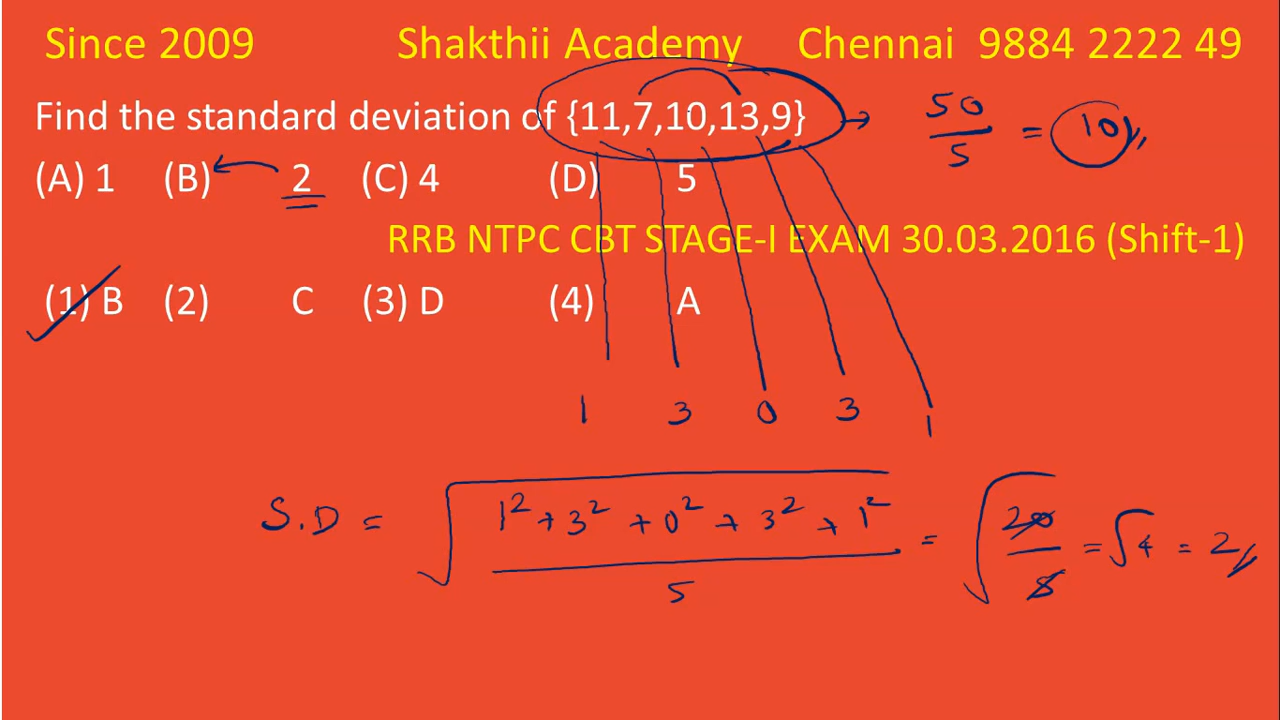 Since 2009 Shakthii Academy Chennai 9884 2222 49
Find the standard deviation of {11,7,10,13,9} → 50/5 = 10//,
(A) 1 (B) 2 (C) 4 (D) 5
RRB NTPC CBT STAGE-I EXAM 30.03.2016 (Shift-1)
(1) B (2) C (3) D (4) A
1 3 0 3 1
S.D = √(1² + 3² + 0² + 3² + 1²)/5 = √20/5 = √4 = 2//